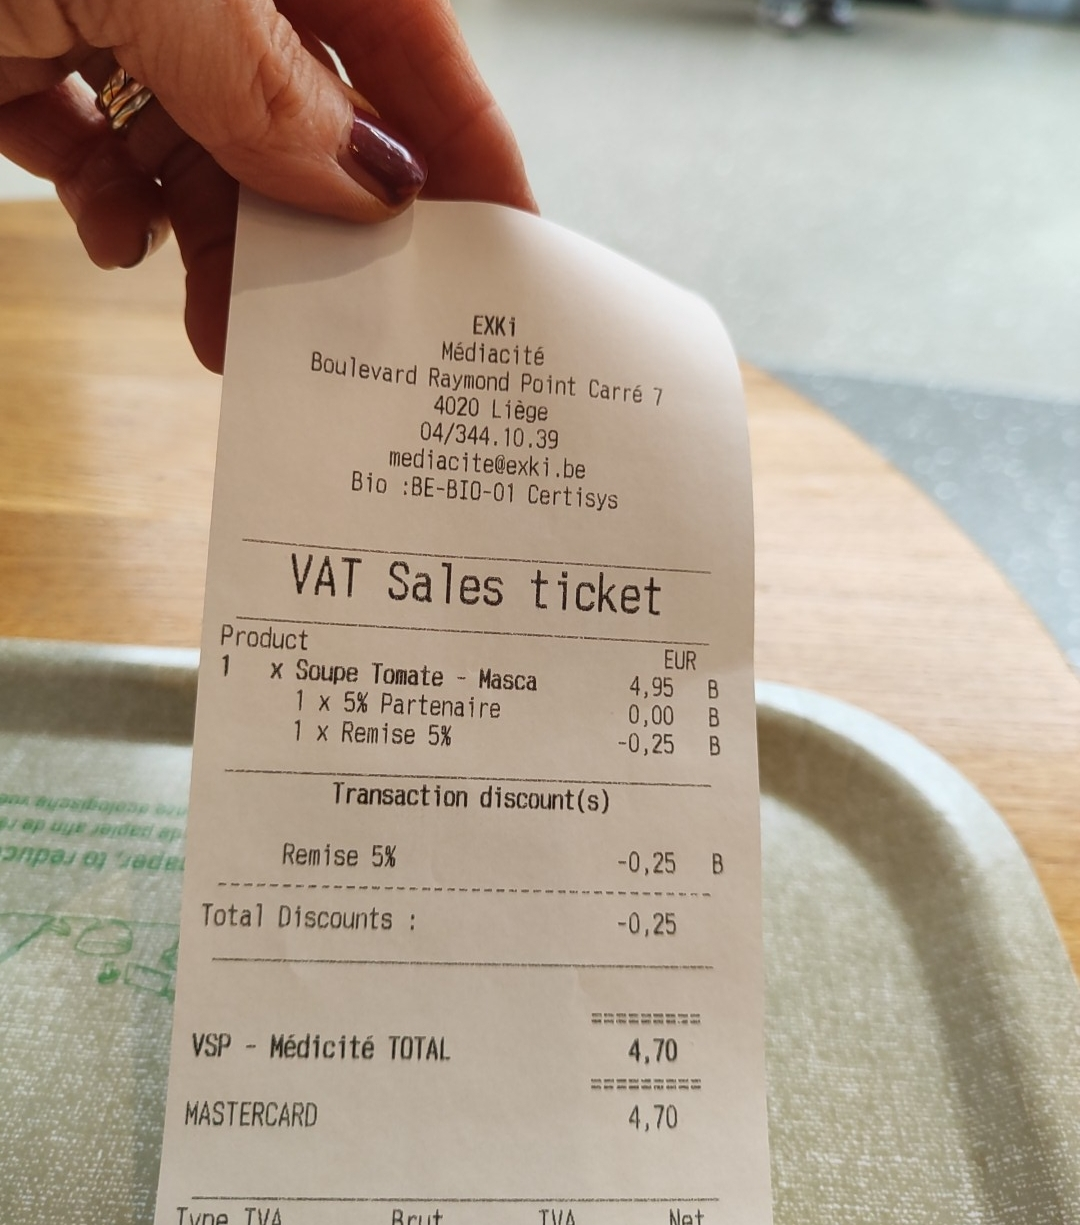 EXKi
Médiacité
Boulevard Raymond Point Carré 7
4020 Liège
04/344.10.39
mediacite@exki.be
Bio :BE-BIO-01 Certisys
VAT Sales ticket
Product EUR
1 x Soupe Tomate - Masca 4,95 B
1 x 5% Partenaire 0,00 B
1 x Remise 5% -0,25 B
Transaction discount(s)
Remise 5% -0,25 B
Total Discounts : -0,25
=========
VSP - Médicité TOTAL 4,70
=========
MASTERCARD 4,70
Type TVA Brut TVA Net